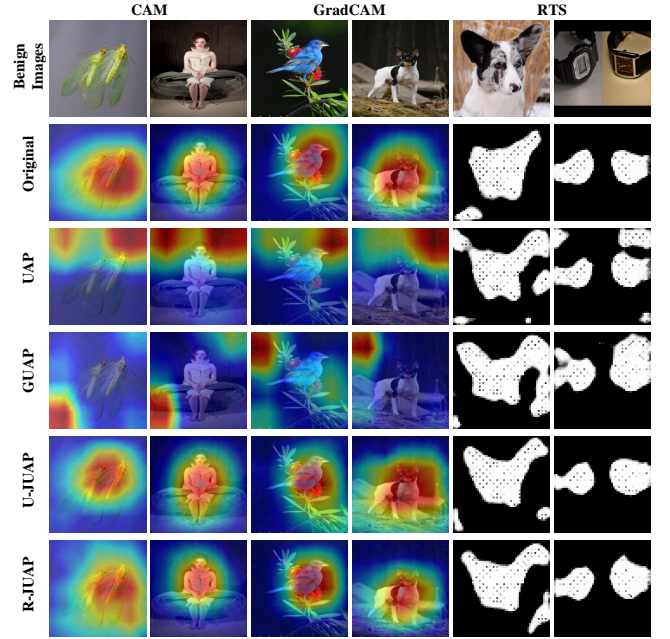 CAM GradCAM RTS
Benign
Images
Original
UAP
GUAP
U-JUAP
R-JUAP